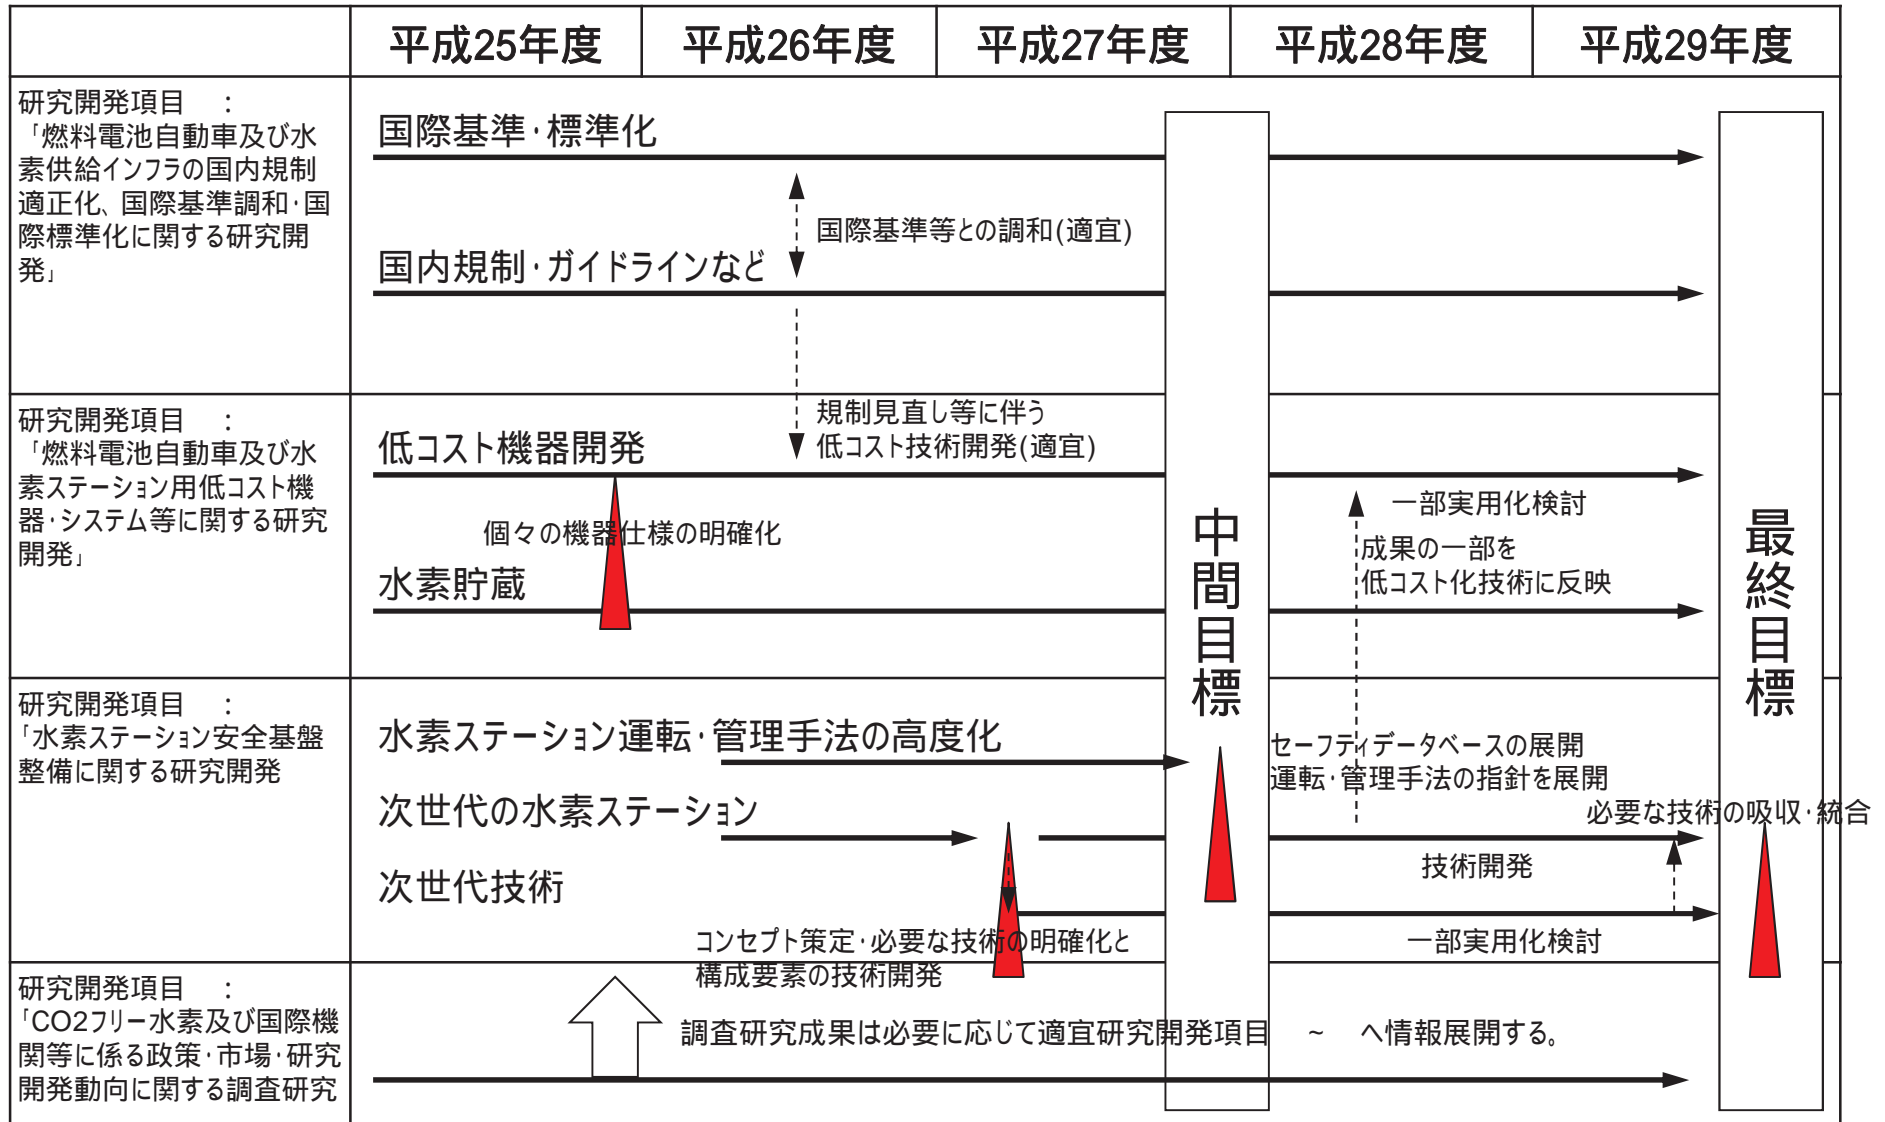 平成25年度 平成26年度 平成27年度 平成28年度 平成29年度
研究開発項目　：
「燃料電池自動車及び水
素供給インフラの国内規制
適正化、国際基準調和・国
際標準化に関する研究開
発」
国際基準・標準化
国際基準等との調和(適宜)
国内規制・ガイドラインなど
研究開発項目　：
「燃料電池自動車及び水
素ステーション用低コスト機
器・システム等に関する研究
開発」
規制見直し等に伴う
低コスト技術開発(適宜)
低コスト機器開発
個々の機器仕様の明確化
水素貯蔵
一部実用化検討
成果の一部を
低コスト化技術に反映
中間目標
最終目標
研究開発項目　：
「水素ステーション安全基盤
整備に関する研究開発
水素ステーション運転・管理手法の高度化
セーフティデータベースの展開
運転・管理手法の指針を展開
次世代の水素ステーション
必要な技術の吸収・統合
技術開発
次世代技術
コンセプト策定・必要な技術の明確化と
構成要素の技術開発
一部実用化検討
研究開発項目　：
「CO2フリー水素及び国際機
関等に係る政策・市場・研究
開発動向に関する調査研究
調査研究成果は必要に応じて適宜研究開発項目　～　へ情報展開する。